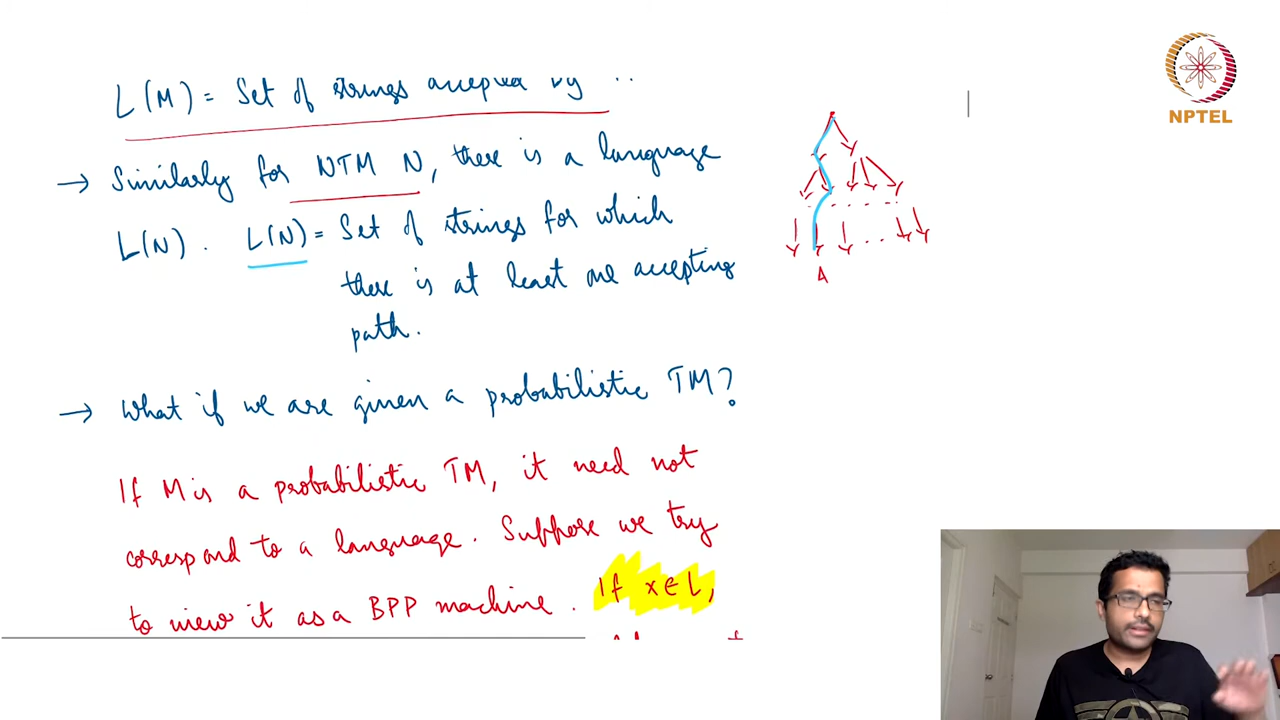 L(M) = Set of strings accepted by
→ Similarly for NTM N, there is a language
L(N). L(N) = Set of strings for which
there is at least one accepting
path.
→ What if we are given a probabilistic TM?
If M is a probabilistic TM, it need not
correspond to a language. Suppose we try
to view it as a BPP machine. If x ∈ L,
A
NPTEL